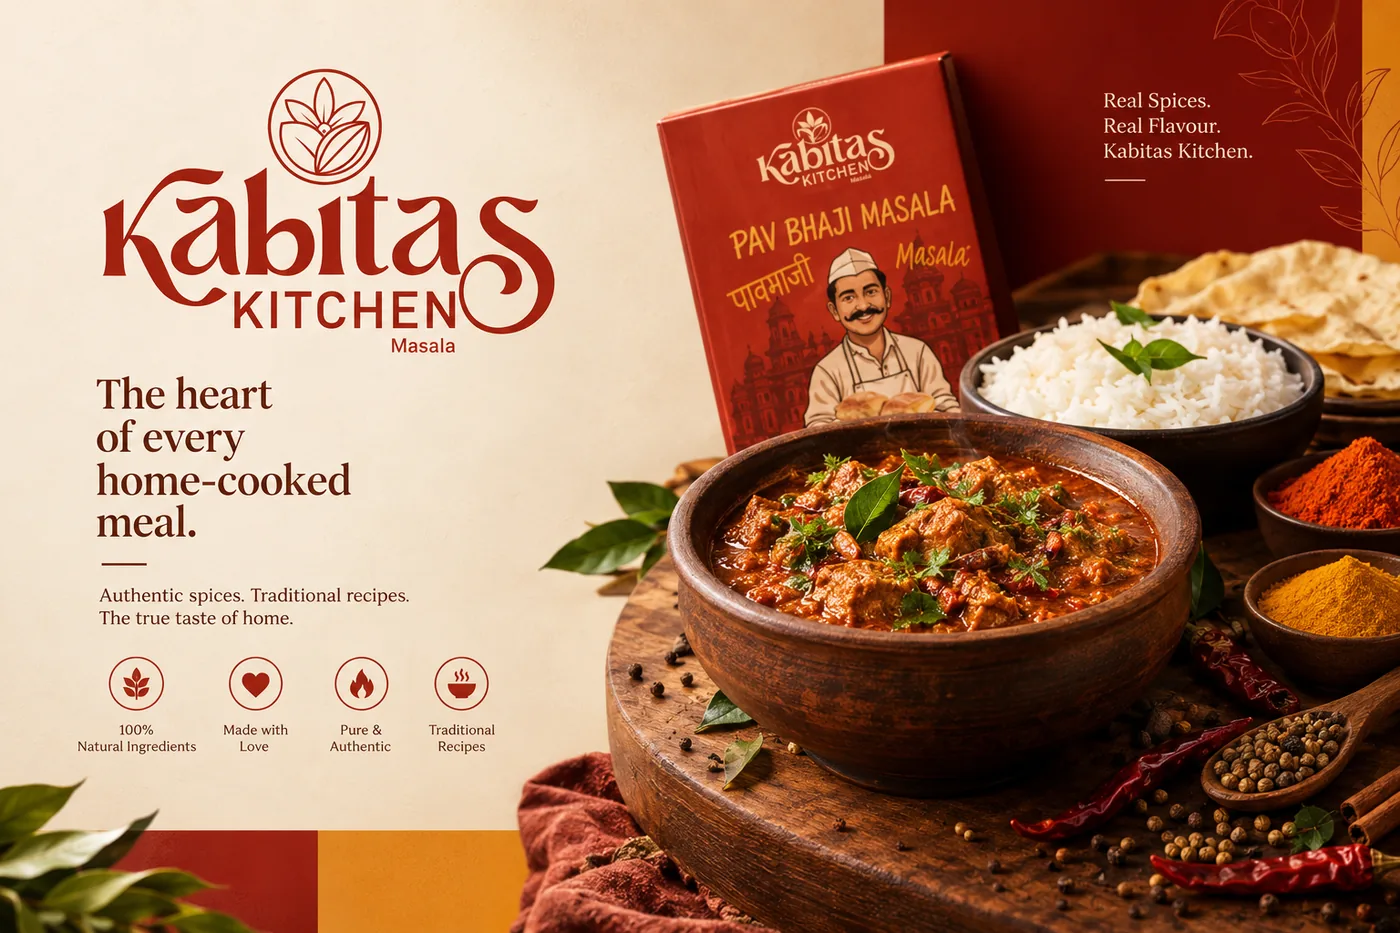 Kabitas
KITCHEN
Masala
The heart
of every
home-cooked
meal.
Authentic spices. Traditional recipes.
The true taste of home.
100%
Natural Ingredients
Made with
Love
Pure &
Authentic
Traditional
Recipes
Kabitas
KITCHEN
Masala
PAV BHAJI MASALA
पावमाजी
Masala
Real Spices.
Real Flavour.
Kabitas Kitchen.